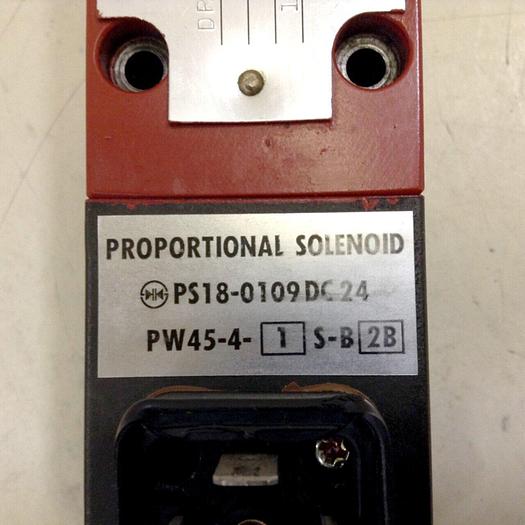 PROPORTIONAL SOLENOID
PS18-0109 DC 24
PW45-4- 1 S-B 2B